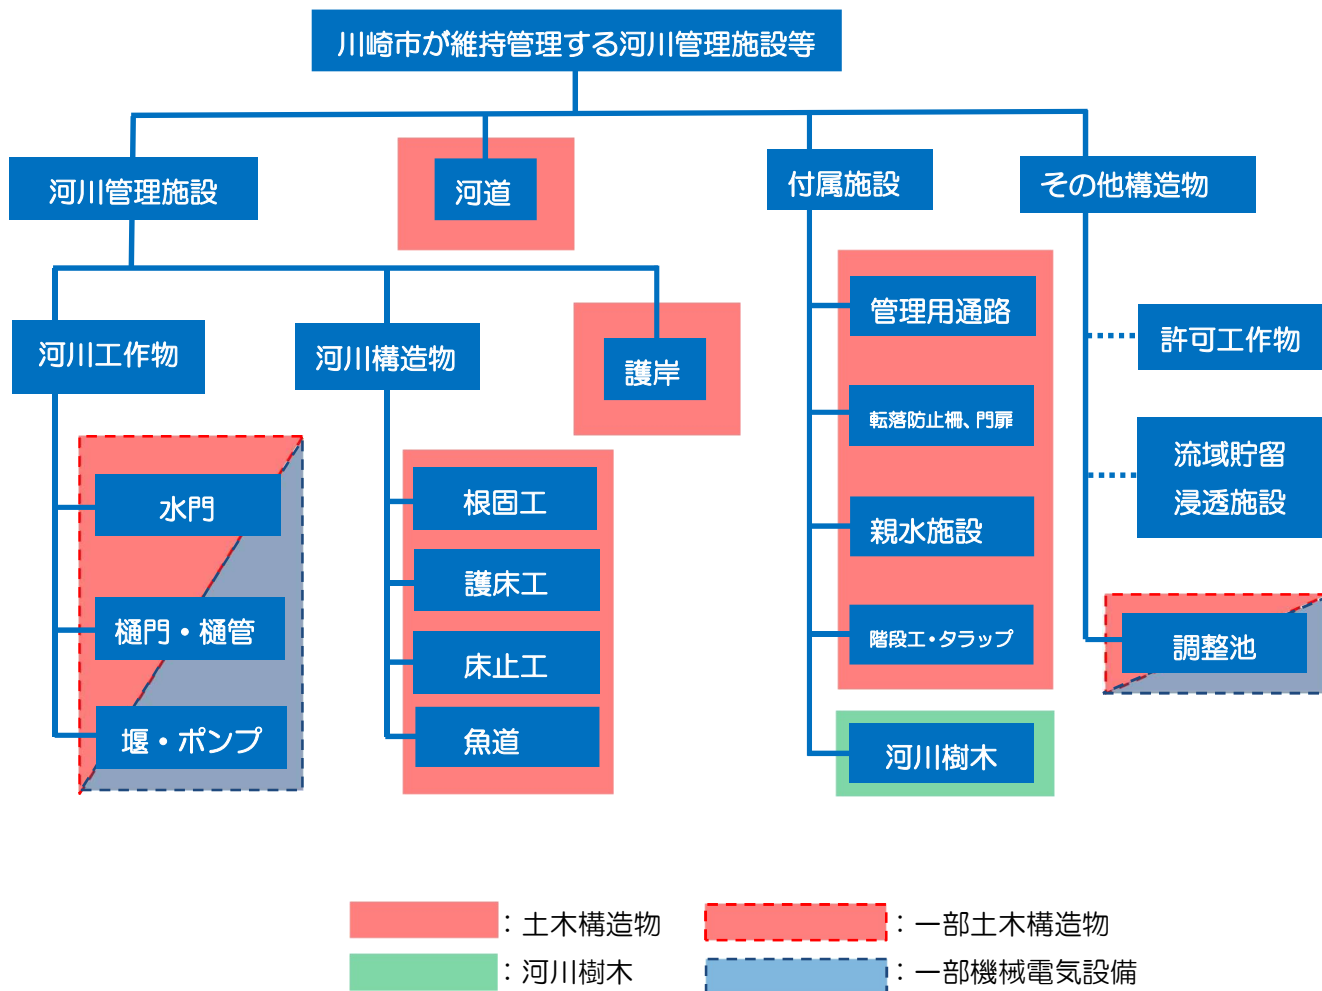 川崎市が維持管理する河川管理施設等
河川管理施設
河道
付属施設
その他構造物
河川工作物
河川構造物
護岸
管理用通路
許可工作物
転落防止柵、門扉
流域貯留
浸透施設
水門
根固工
親水施設
護床工
樋門・樋管
床止工
階段工・タラップ
調整池
堰・ポンプ
魚道
河川樹木
：土木構造物
：一部土木構造物
：河川樹木
：一部機械電気設備